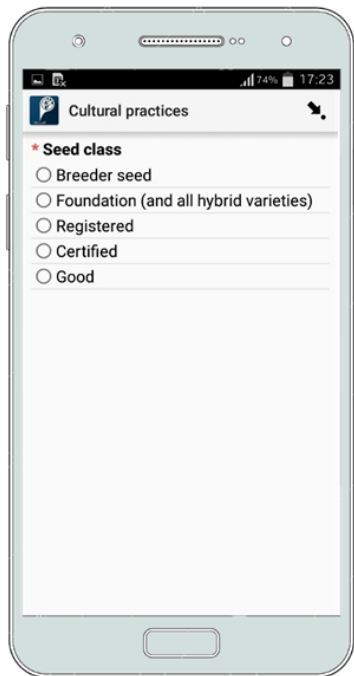 74% 17:23
Cultural practices
* Seed class
Breeder seed
Foundation (and all hybrid varieties)
Registered
Certified
Good